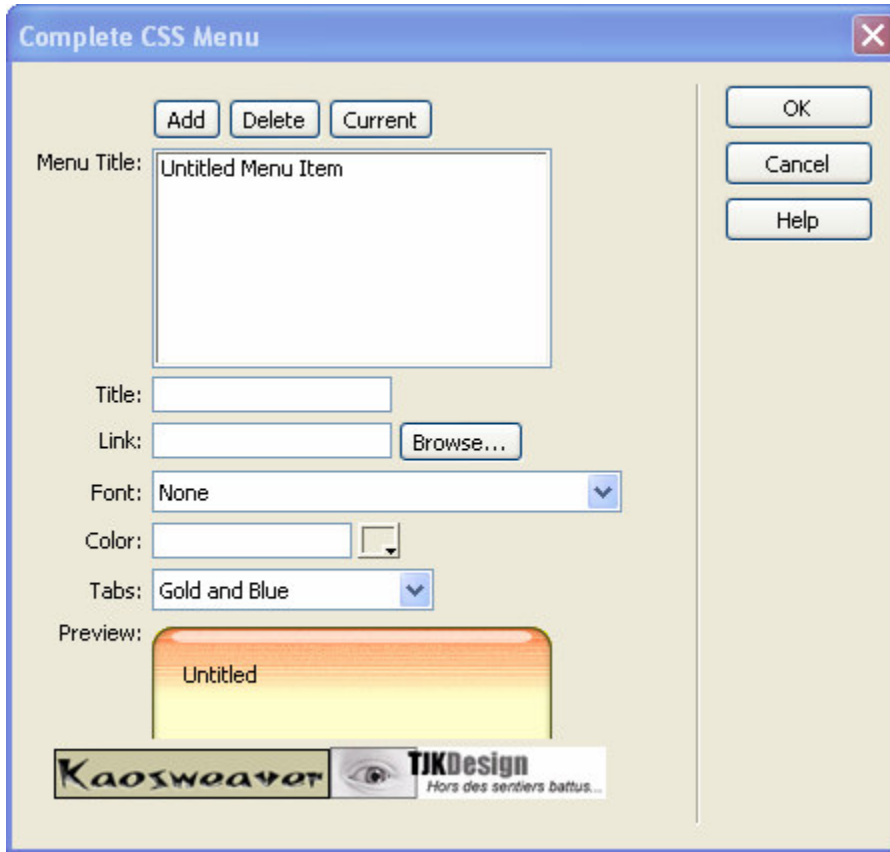 Complete CSS Menu
Add Delete Current
OK
Menu Title: Untitled Menu Item
Cancel
Help
Title:
Link: Browse...
Font: None
Color:
Tabs: Gold and Blue
Preview:
Untitled
Kaosweaver TJKDesign
Hors des sentiers battus...